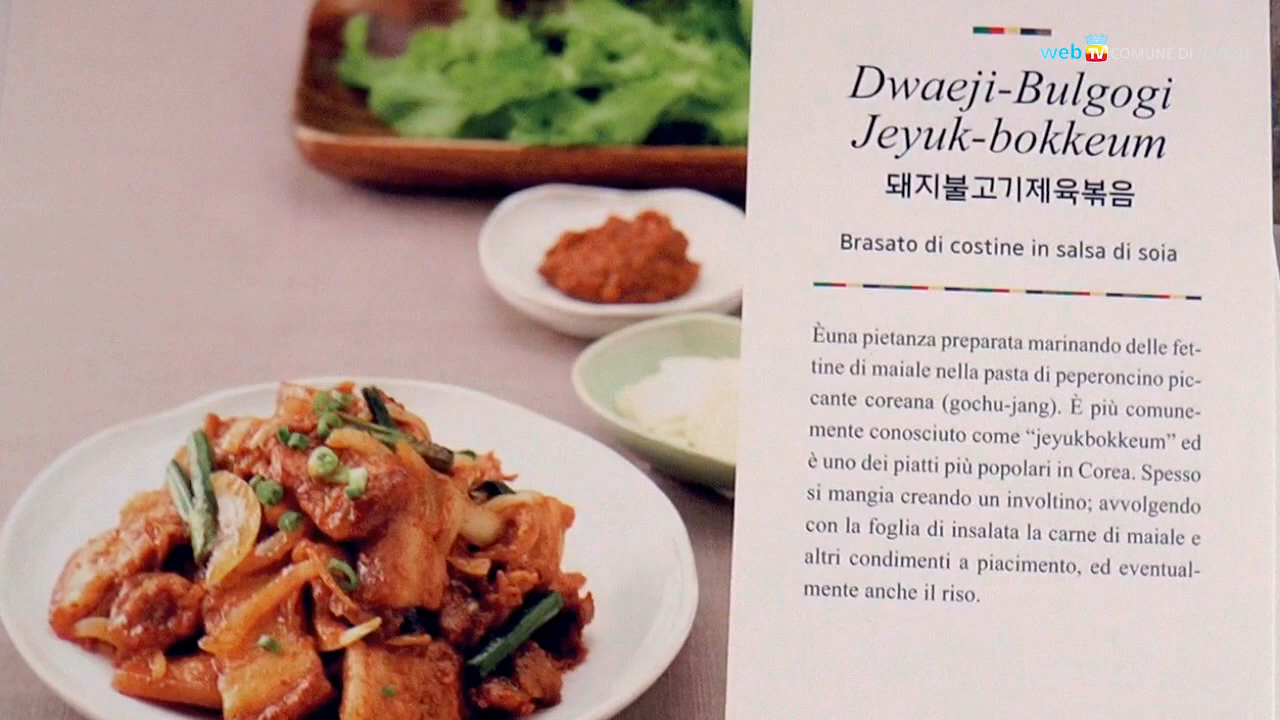 web TV COMUNE DI NAPOLI
Dwaeji-Bulgogi
Jeyuk-bokkeum
돼지불고기제육볶음
Brasato di costine in salsa di soia
Èuna pietanza preparata marinando delle fet-
tine di maiale nella pasta di peperoncino pic-
cante coreana (gochu-jang). È più comune-
mente conosciuto come “jeyukbokkeum” ed
è uno dei piatti più popolari in Corea. Spesso
si mangia creando un involtino; avvolgendo
con la foglia di insalata la carne di maiale e
altri condimenti a piacimento, ed eventual-
mente anche il riso.